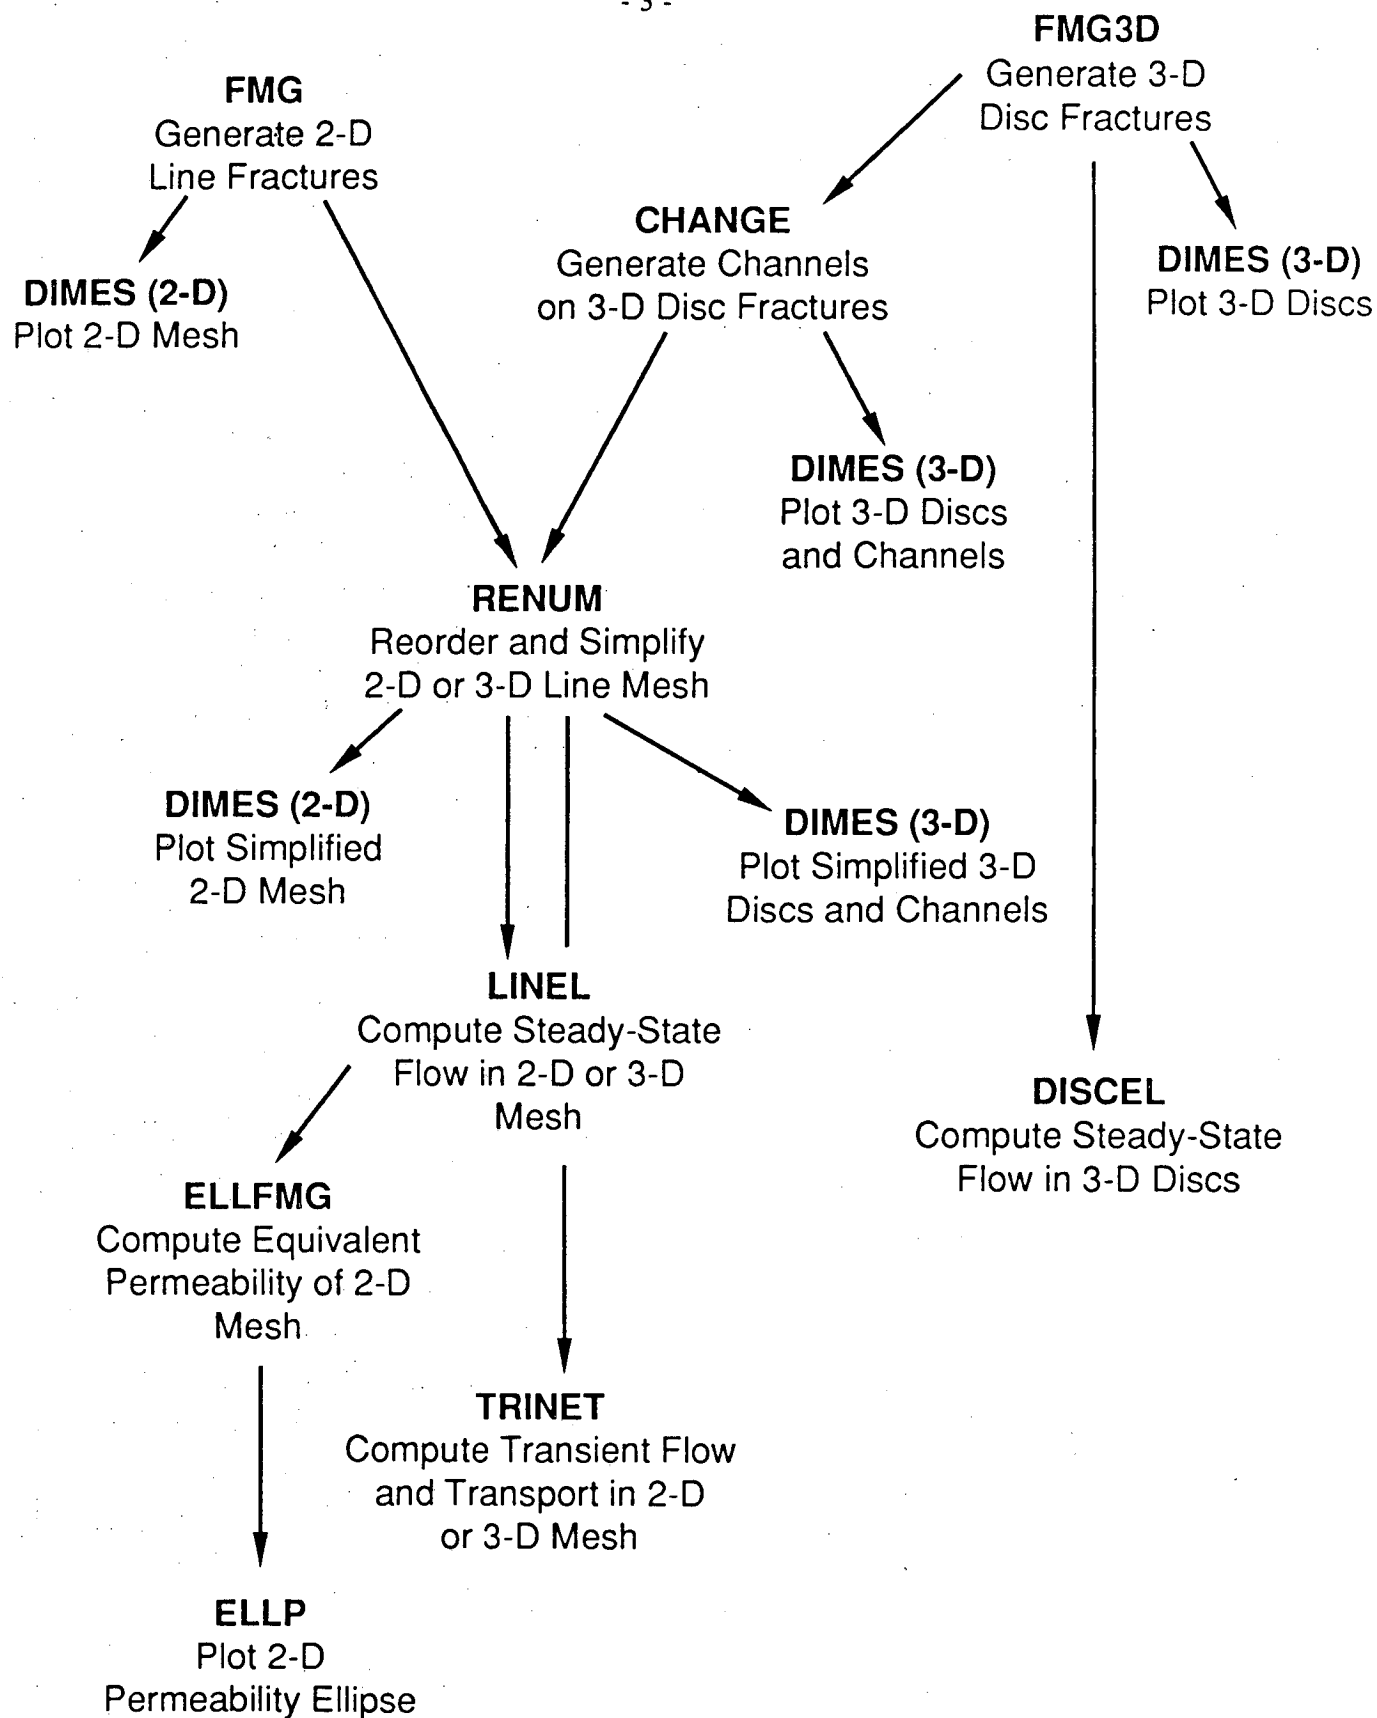 - 3 -
FMG3D
Generate 3-D
Disc Fractures
FMG
Generate 2-D
Line Fractures
CHANGE
Generate Channels
on 3-D Disc Fractures
DIMES (3-D)
Plot 3-D Discs
DIMES (2-D)
Plot 2-D Mesh
DIMES (3-D)
Plot 3-D Discs
and Channels
RENUM
Reorder and Simplify
2-D or 3-D Line Mesh
DIMES (2-D)
Plot Simplified
2-D Mesh
DIMES (3-D)
Plot Simplified 3-D
Discs and Channels
LINEL
Compute Steady-State
Flow in 2-D or 3-D
Mesh
DISCEL
Compute Steady-State
Flow in 3-D Discs
ELLFMG
Compute Equivalent
Permeability of 2-D
Mesh
TRINET
Compute Transient Flow
and Transport in 2-D
or 3-D Mesh
ELLP
Plot 2-D
Permeability Ellipse